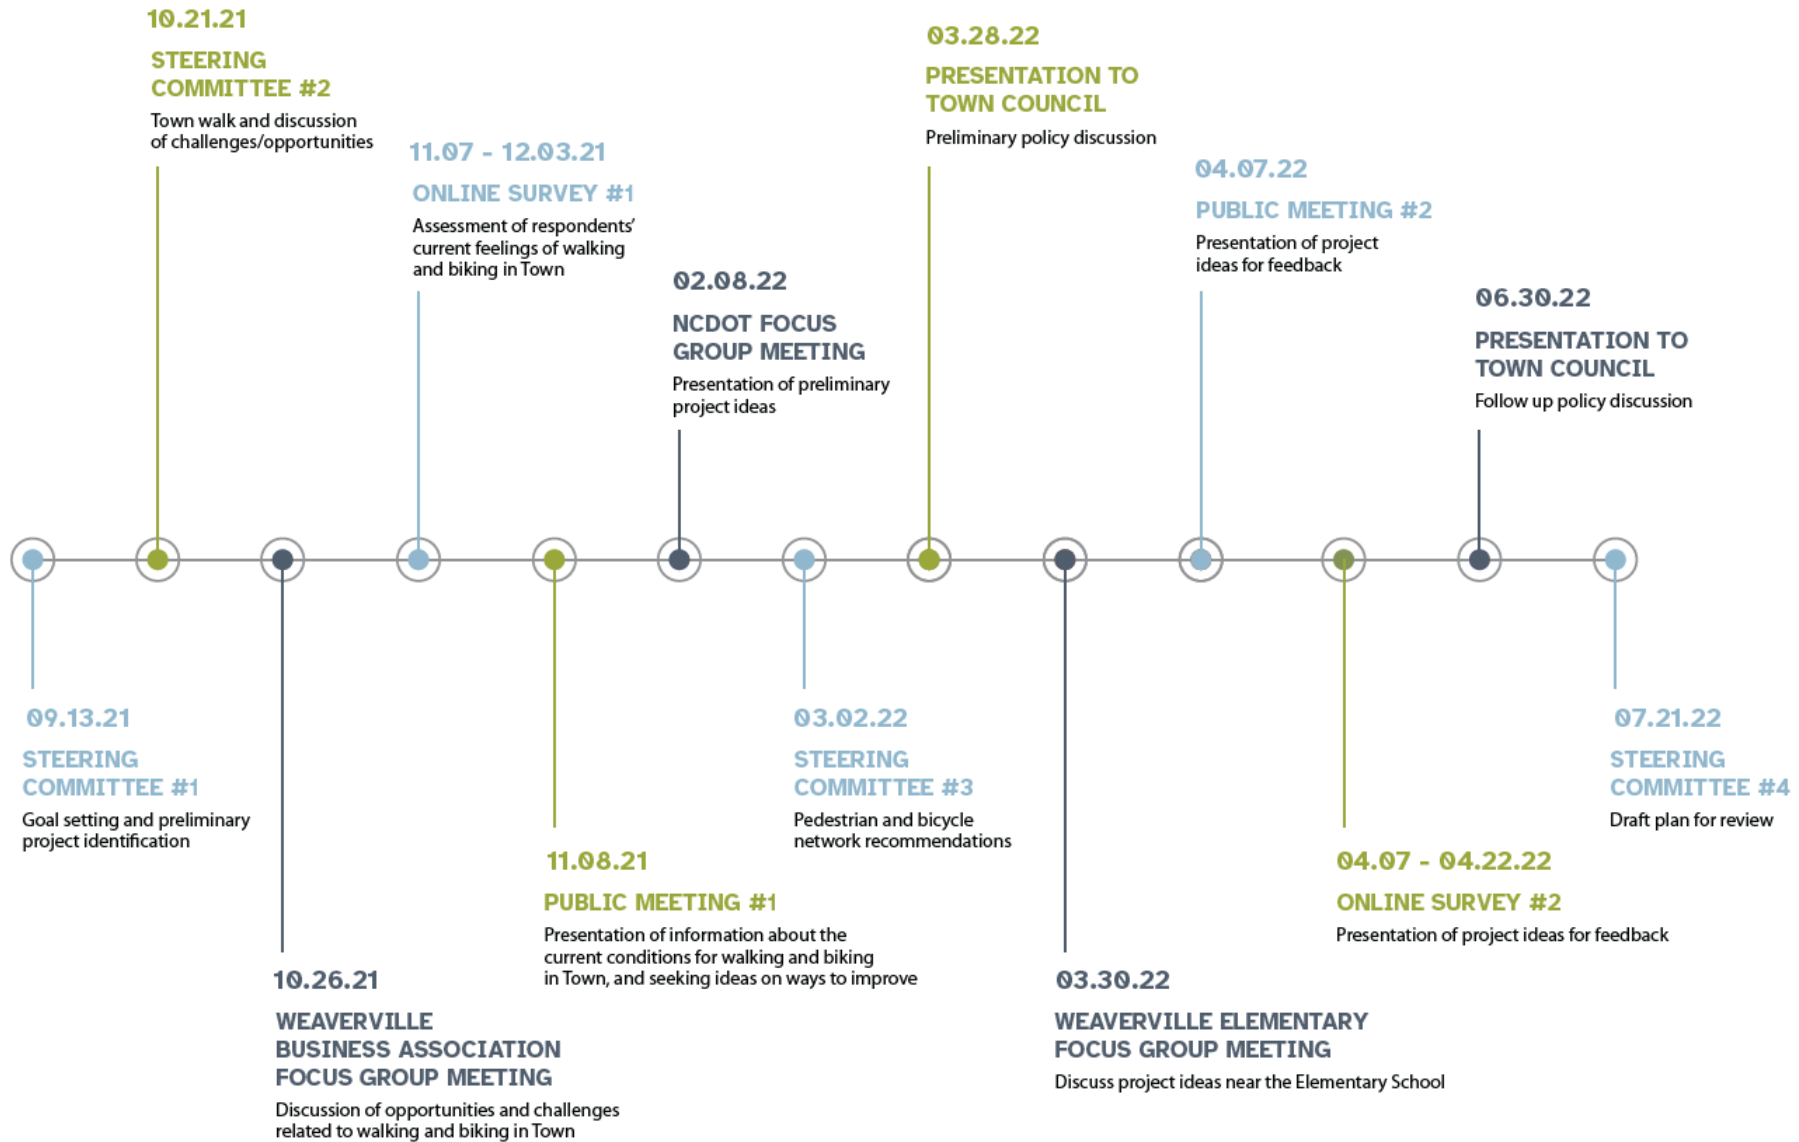 10.21.21
STEERING
COMMITTEE #2
Town walk and discussion
of challenges/opportunities
11.07 - 12.03.21
ONLINE SURVEY #1
Assessment of respondents'
current feelings of walking
and biking in Town
02.08.22
NCDOT FOCUS
GROUP MEETING
Presentation of preliminary
project ideas
03.28.22
PRESENTATION TO
TOWN COUNCIL
Preliminary policy discussion
04.07.22
PUBLIC MEETING #2
Presentation of project
ideas for feedback
06.30.22
PRESENTATION TO
TOWN COUNCIL
Follow up policy discussion
09.13.21
STEERING
COMMITTEE #1
Goal setting and preliminary
project identification
10.26.21
WEAVERVILLE
BUSINESS ASSOCIATION
FOCUS GROUP MEETING
Discussion of opportunities and challenges
related to walking and biking in Town
11.08.21
PUBLIC MEETING #1
Presentation of information about the
current conditions for walking and biking
in Town, and seeking ideas on ways to improve
03.02.22
STEERING
COMMITTEE #3
Pedestrian and bicycle
network recommendations
03.30.22
WEAVERVILLE ELEMENTARY
FOCUS GROUP MEETING
Discuss project ideas near the Elementary School
04.07 - 04.22.22
ONLINE SURVEY #2
Presentation of project ideas for feedback
07.21.22
STEERING
COMMITTEE #4
Draft plan for review